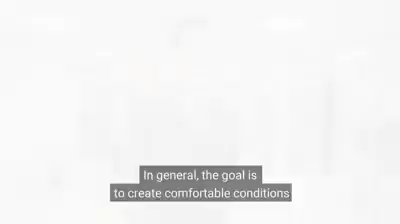 In general, the goal is
to create comfortable conditions